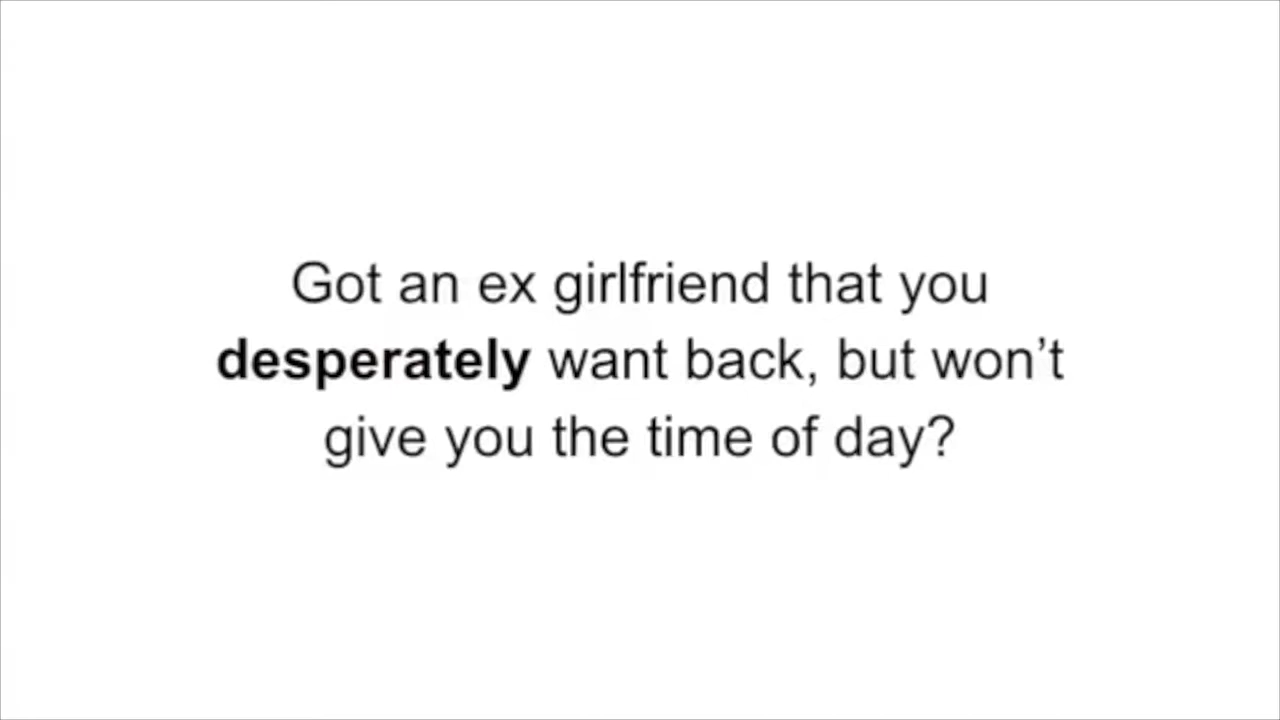 Got an ex girlfriend that you
desperately want back, but won’t
give you the time of day?